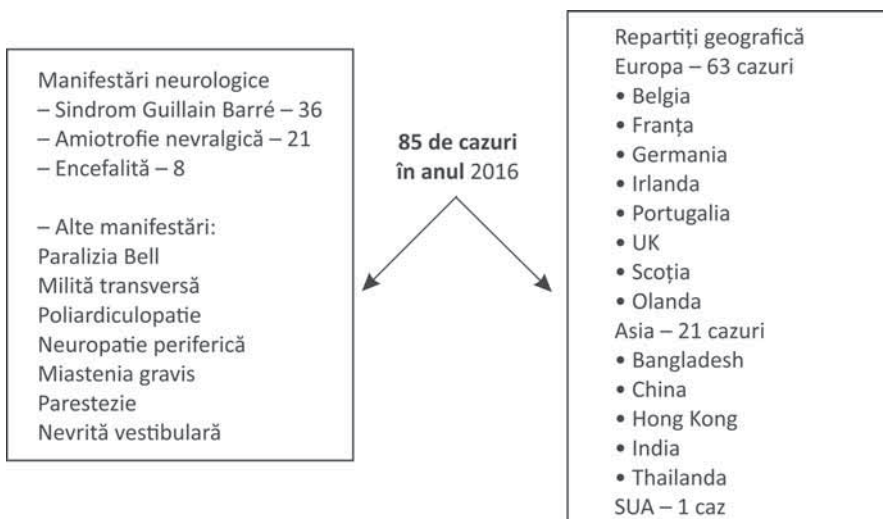 Manifestări neurologice
– Sindrom Guillain Barré – 36
– Amiotrofie nevralgică – 21
– Encefalită – 8
– Alte manifestări:
Paralizia Bell
Milită transversă
Poliardiculopatie
Neuropatie periferică
Miastenia gravis
Parestezie
Nevrită vestibulară
85 de cazuri
în anul 2016
Repartiți geografică
Europa – 63 cazuri
• Belgia
• Franța
• Germania
• Irlanda
• Portugalia
• UK
• Scoția
• Olanda
Asia – 21 cazuri
• Bangladesh
• China
• Hong Kong
• India
• Thailanda
SUA – 1 caz